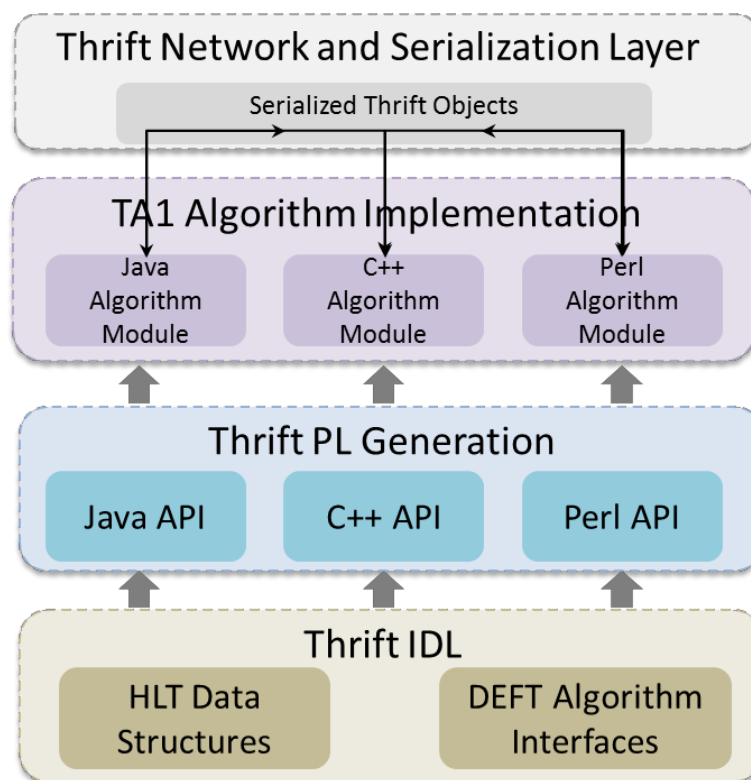 Thrift Network and Serialization Layer
Serialized Thrift Objects
TA1 Algorithm Implementation
Java
Algorithm
Module
C++
Algorithm
Module
Perl
Algorithm
Module
Thrift PL Generation
Java API
C++ API
Perl API
Thrift IDL
HLT Data
Structures
DEFT Algorithm
Interfaces